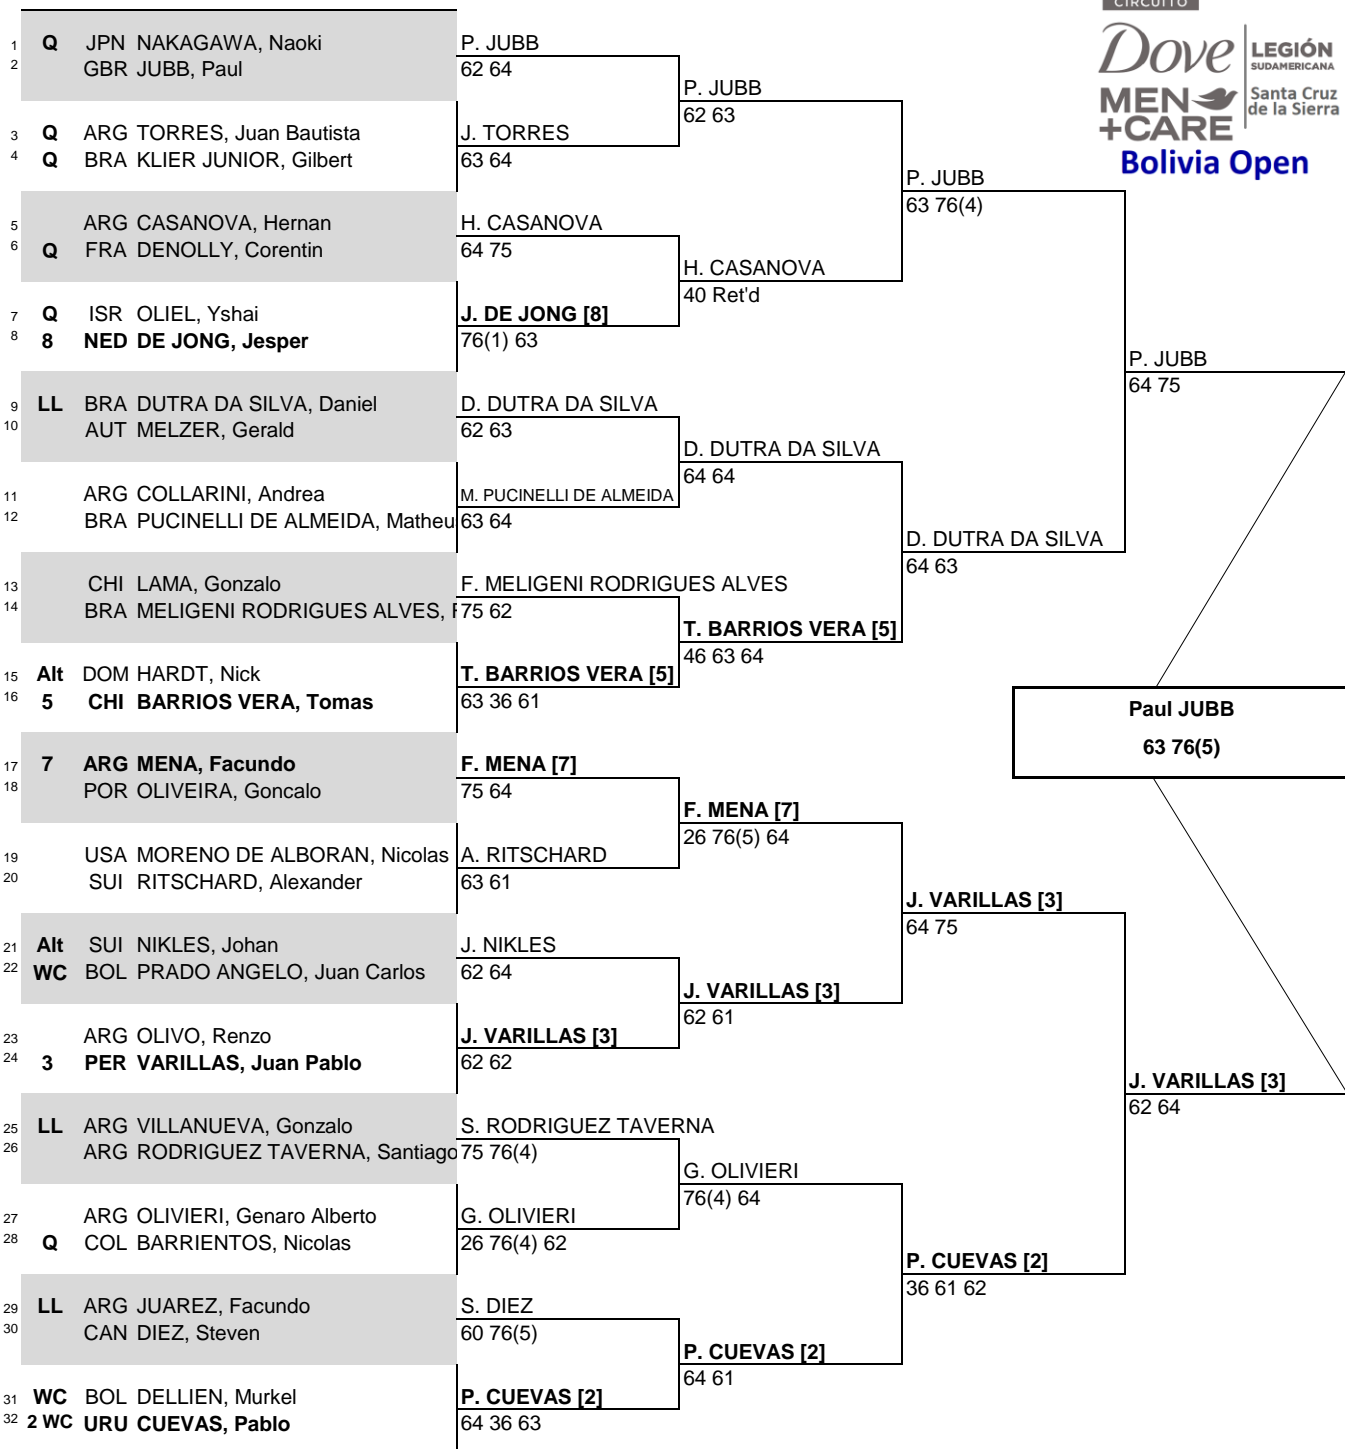 CIRCUITO
Dove LEGIÓN
SUDAMERICANA
MEN Santa Cruz
+CARE de la Sierra
Bolivia Open
1 Q JPN NAKAGAWA, Naoki
2 GBR JUBB, Paul
3 Q ARG TORRES, Juan Bautista
4 Q BRA KLIER JUNIOR, Gilbert
5 ARG CASANOVA, Hernan
6 Q FRA DENOLLY, Corentin
7 Q ISR OLIEL, Yshai
8 8 NED DE JONG, Jesper
9 LL BRA DUTRA DA SILVA, Daniel
10 AUT MELZER, Gerald
11 ARG COLLARINI, Andrea
12 BRA PUCINELLI DE ALMEIDA, Matheu
13 CHI LAMA, Gonzalo
14 BRA MELIGENI RODRIGUES ALVES, F
15 Alt DOM HARDT, Nick
16 5 CHI BARRIOS VERA, Tomas
17 7 ARG MENA, Facundo
18 POR OLIVEIRA, Goncalo
19 USA MORENO DE ALBORAN, Nicolas
20 SUI RITSCHARD, Alexander
21 Alt SUI NIKLES, Johan
22 WC BOL PRADO ANGELO, Juan Carlos
23 ARG OLIVO, Renzo
24 3 PER VARILLAS, Juan Pablo
25 LL ARG VILLANUEVA, Gonzalo
26 ARG RODRIGUEZ TAVERNA, Santiago
27 ARG OLIVIERI, Genaro Alberto
28 Q COL BARRIENTOS, Nicolas
29 LL ARG JUAREZ, Facundo
30 CAN DIEZ, Steven
31 WC BOL DELLIEN, Murkel
32 2 WC URU CUEVAS, Pablo
P. JUBB
62 64
J. TORRES
63 64
H. CASANOVA
64 75
J. DE JONG [8]
76(1) 63
D. DUTRA DA SILVA
62 63
M. PUCINELLI DE ALMEIDA
63 64
F. MELIGENI RODRIGUES ALVES
75 62
T. BARRIOS VERA [5]
63 36 61
F. MENA [7]
75 64
A. RITSCHARD
63 61
J. NIKLES
62 64
J. VARILLAS [3]
62 62
S. RODRIGUEZ TAVERNA
75 76(4)
G. OLIVIERI
26 76(4) 62
S. DIEZ
60 76(5)
P. CUEVAS [2]
64 36 63
P. JUBB
62 63
H. CASANOVA
40 Ret'd
D. DUTRA DA SILVA
64 64
T. BARRIOS VERA [5]
46 63 64
F. MENA [7]
26 76(5) 64
J. VARILLAS [3]
62 61
G. OLIVIERI
76(4) 64
P. CUEVAS [2]
64 61
P. JUBB
63 76(4)
D. DUTRA DA SILVA
64 63
J. VARILLAS [3]
64 75
P. CUEVAS [2]
36 61 62
P. JUBB
64 75
J. VARILLAS [3]
62 64
Paul JUBB
63 76(5)